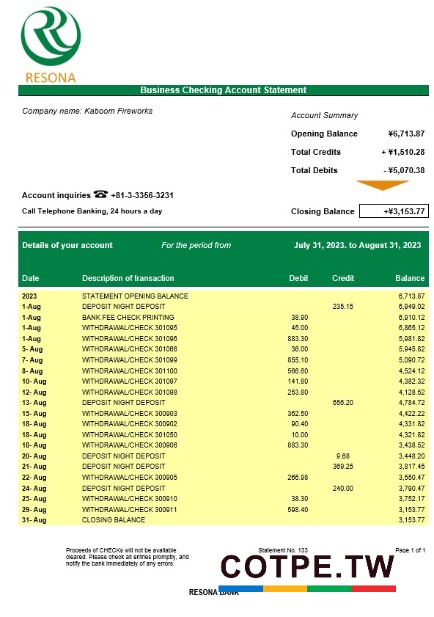 RESONA
Business Checking Account Statement
Company name: Kaboom Fireworks
Account Summary
Opening Balance ¥6,713.87
Total Credits + ¥1,510.28
Total Debits - ¥5,070.38
Account inquiries ☎ +81-3-3356-3231
Call Telephone Banking, 24 hours a day
Closing Balance +¥3,153.77
Details of your account For the period from July 31, 2023. to August 31, 2023
Date Description of transaction Debit Credit Balance
2023 STATEMENT OPENING BALANCE 6,713.87
1-Aug DEPOSIT NIGHT DEPOSIT 235.15 6,949.02
1-Aug BANK FEE CHECK PRINTING 38.90 6,910.12
1-Aug WITHDRAWAL/CHECK 301095 45.00 6,865.12
1-Aug WITHDRAWAL/CHECK 301096 883.30 5,981.82
5- Aug WITHDRAWAL/CHECK 301068 36.00 5,945.82
7- Aug WITHDRAWAL/CHECK 301099 855.10 5,090.72
8- Aug WITHDRAWAL/CHECK 301100 566.60 4,524.12
10- Aug WITHDRAWAL/CHECK 301097 141.80 4,382.32
12- Aug WITHDRAWAL/CHECK 301098 253.80 4,128.52
13- Aug DEPOSIT NIGHT DEPOSIT 656.20 4,784.72
15- Aug WITHDRAWAL/CHECK 300903 362.50 4,422.22
18- Aug WITHDRAWAL/CHECK 300902 90.40 4,331.82
18- Aug WITHDRAWAL/CHECK 301050 10.00 4,321.82
18- Aug WITHDRAWAL/CHECK 300906 883.30 3,438.52
20- Aug DEPOSIT NIGHT DEPOSIT 9.68 3,448.20
21- Aug DEPOSIT NIGHT DEPOSIT 369.25 3,817.45
22- Aug WITHDRAWAL/CHECK 300905 266.98 3,550.47
24- Aug DEPOSIT NIGHT DEPOSIT 240.00 3,790.47
25- Aug WITHDRAWAL/CHECK 300910 38.30 3,752.17
29- Aug WITHDRAWAL/CHECK 300911 598.40 3,153.77
31- Aug CLOSING BALANCE 3,153.77
Proceeds of CHECKs will not be available Statement No. 133 Page 1 of 1
cleared. Please check all entries promptly, and
notify the bank immediately of any errors.
COTPE.TW
RESONA BANK